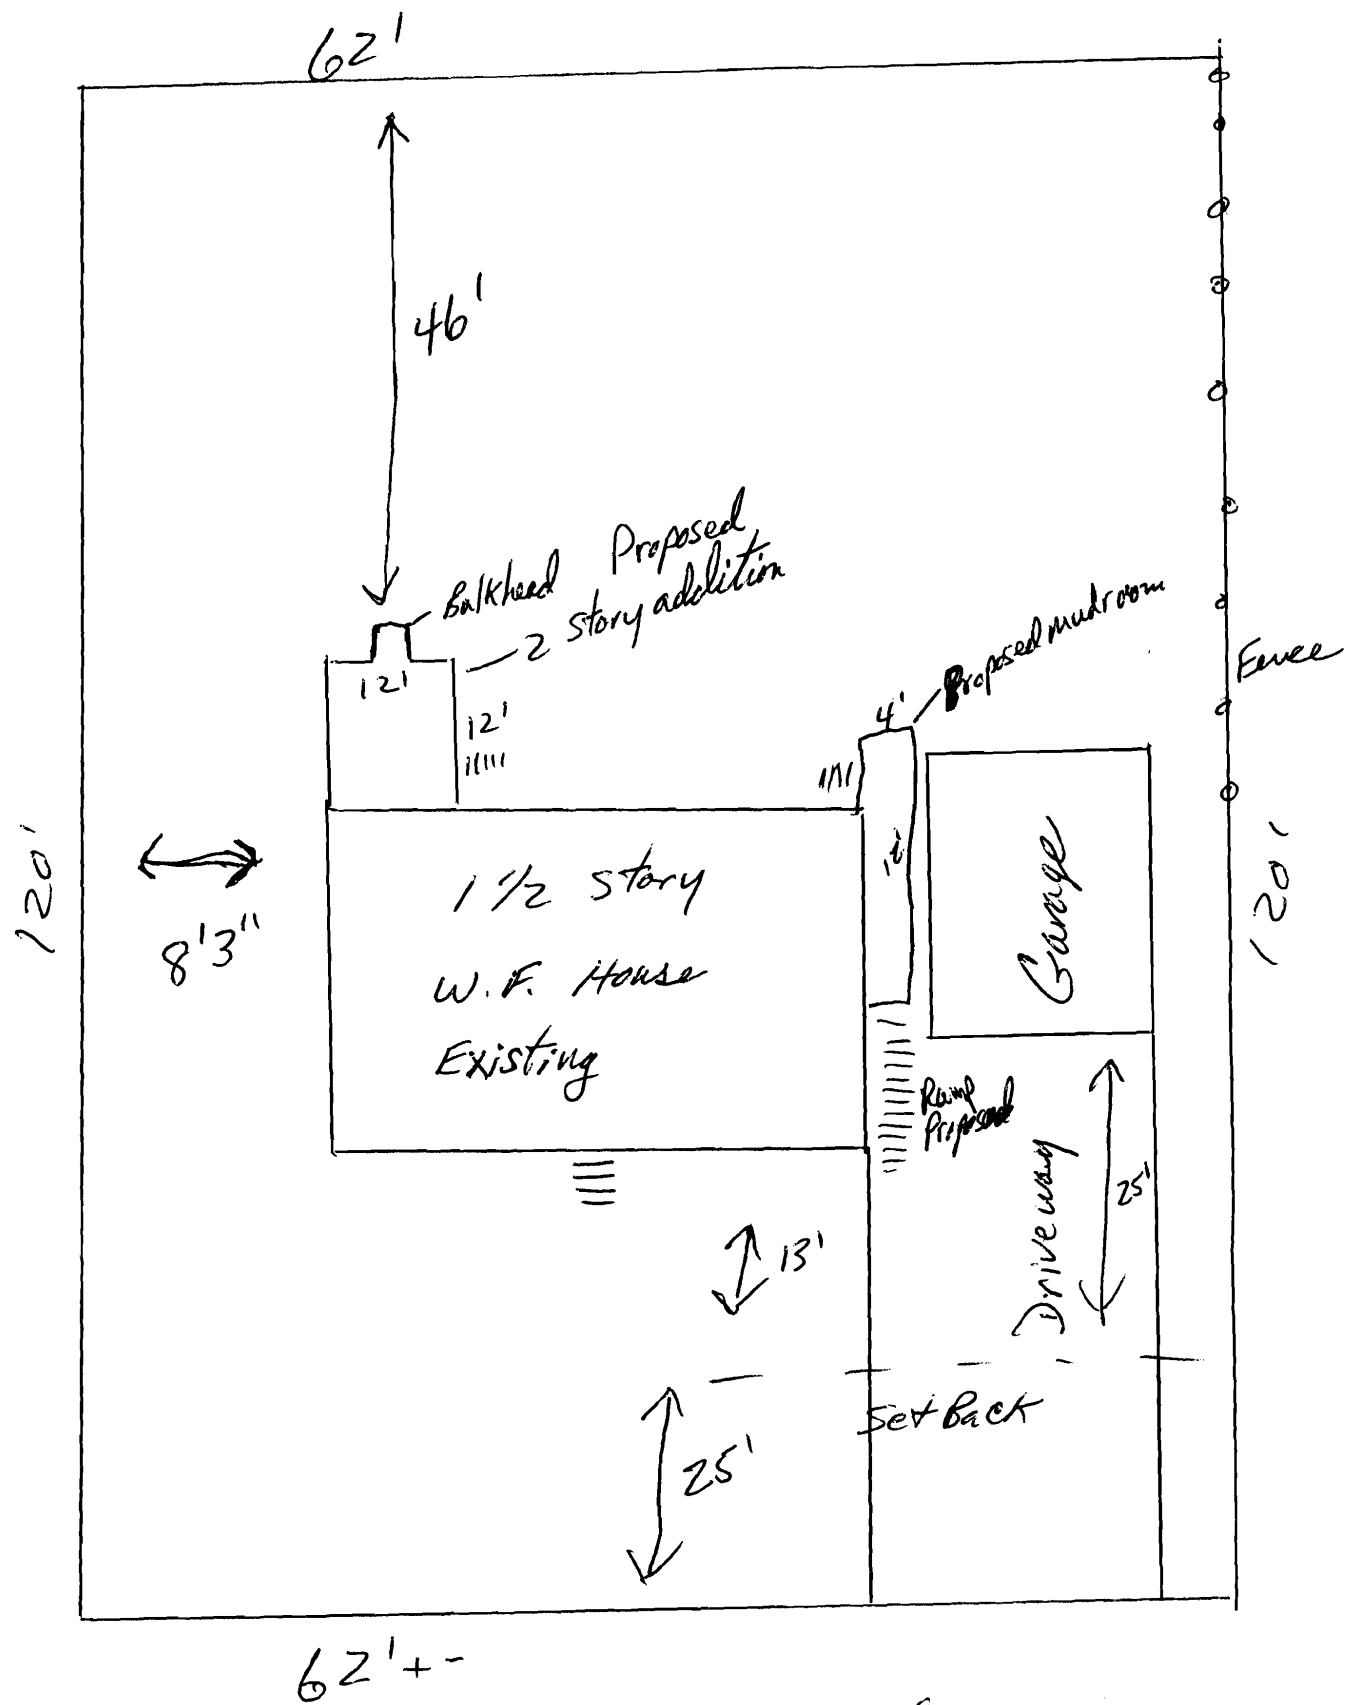 62'
46'
Bulkhead
Proposed
2 story addition
12'
12'
Proposed mudroom
4'
Fence
120'
8'3"
1 1/2 story
W.F. House
Existing
Garage
120'
Ramp
Proposed
Driveway
25'
13'
Set Back
25'
62'+-